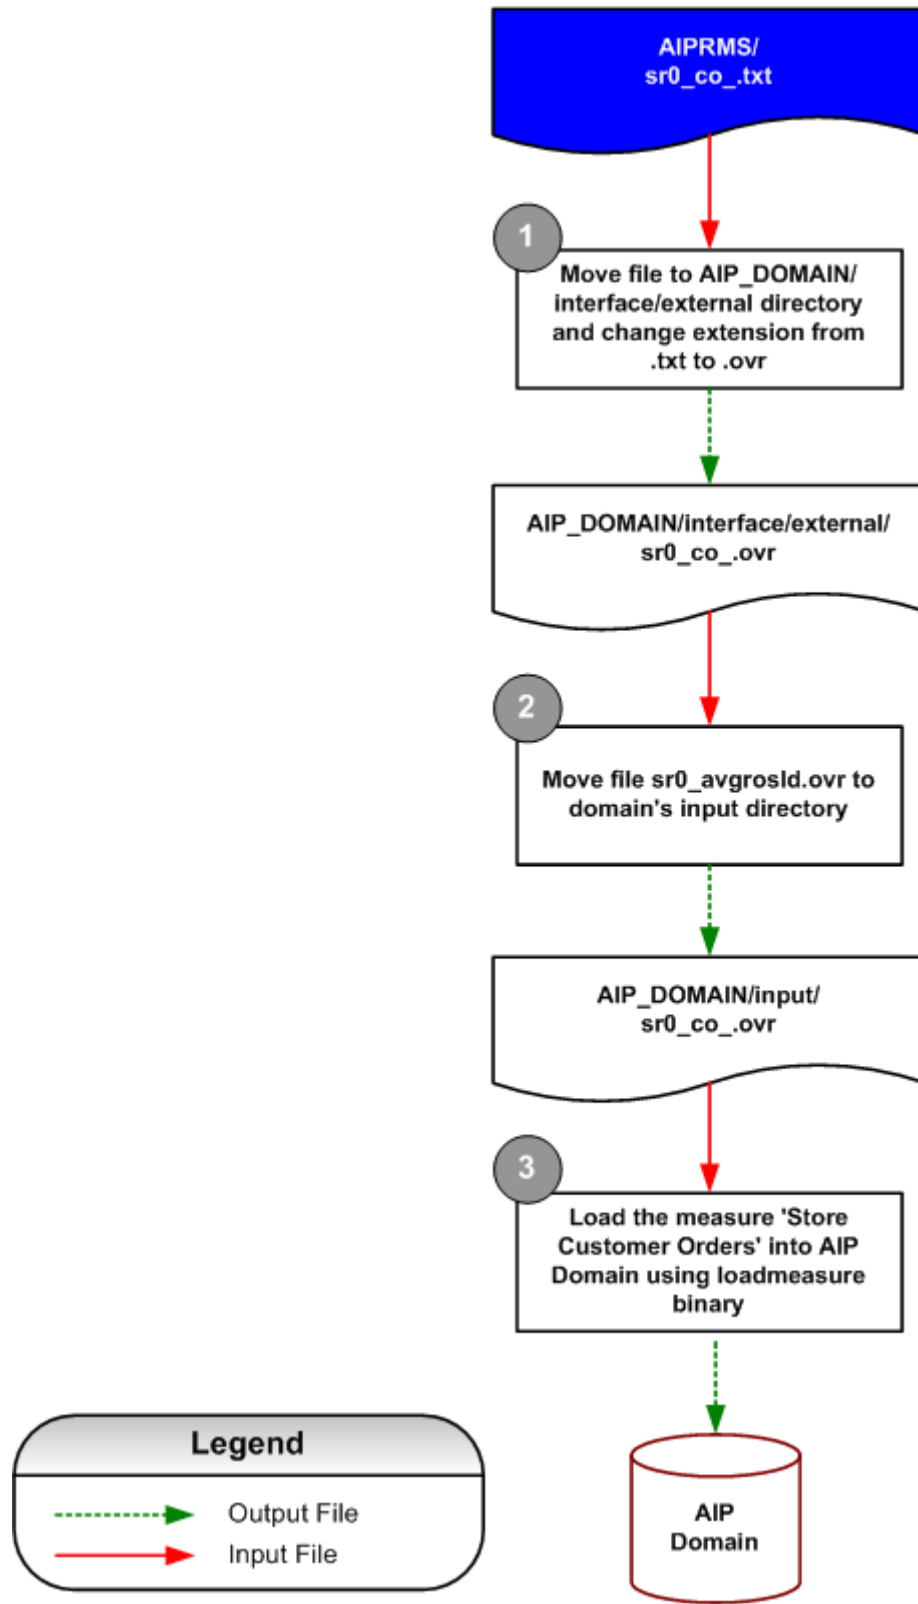 AIPRMS/
sr0_co_.txt
1
Move file to AIP_DOMAIN/
interface/external directory
and change extension from
.txt to .ovr
AIP_DOMAIN/interface/external/
sr0_co_.ovr
2
Move file sr0_avgrosld.ovr to
domain's input directory
AIP_DOMAIN/input/
sr0_co_.ovr
3
Load the measure 'Store
Customer Orders' into AIP
Domain using loadmeasure
binary
AIP
Domain
Legend
Output File
Input File